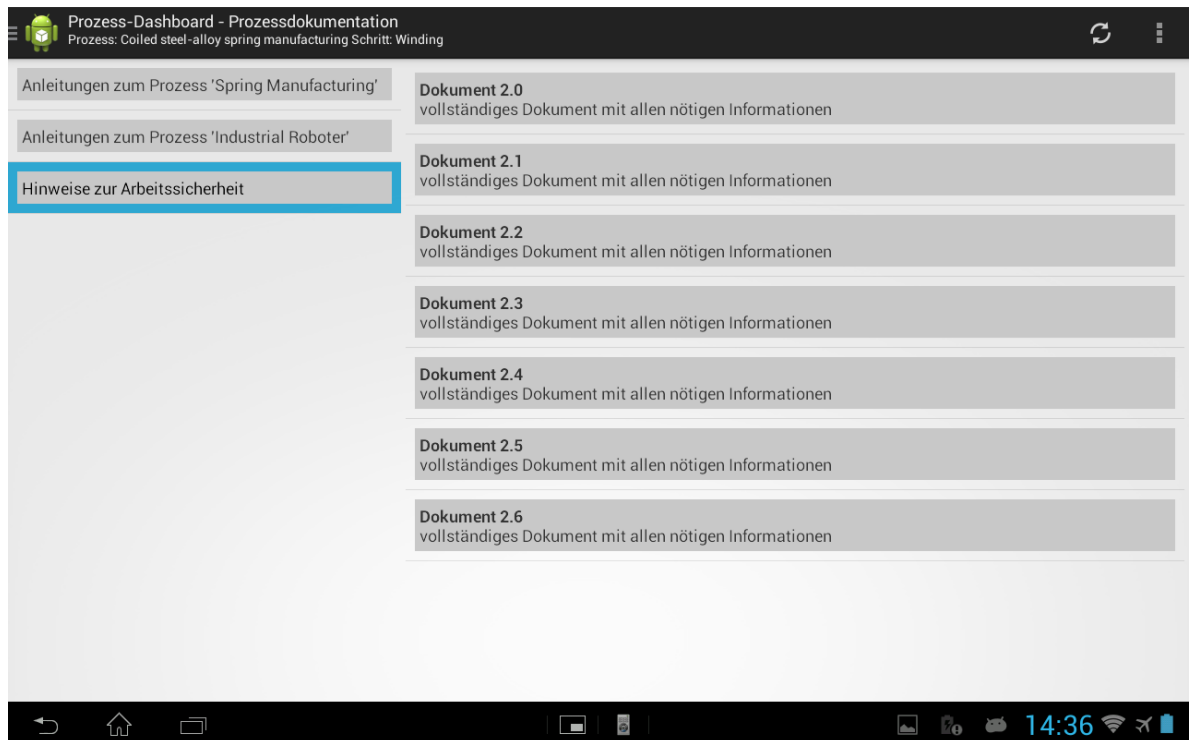 Prozess-Dashboard - Prozessdokumentation
Prozess: Coiled steel-alloy spring manufacturing Schritt: Winding
Anleitungen zum Prozess 'Spring Manufacturing'
Anleitungen zum Prozess 'Industrial Roboter'
Hinweise zur Arbeitssicherheit
Dokument 2.0
vollständiges Dokument mit allen nötigen Informationen
Dokument 2.1
vollständiges Dokument mit allen nötigen Informationen
Dokument 2.2
vollständiges Dokument mit allen nötigen Informationen
Dokument 2.3
vollständiges Dokument mit allen nötigen Informationen
Dokument 2.4
vollständiges Dokument mit allen nötigen Informationen
Dokument 2.5
vollständiges Dokument mit allen nötigen Informationen
Dokument 2.6
vollständiges Dokument mit allen nötigen Informationen
14:36